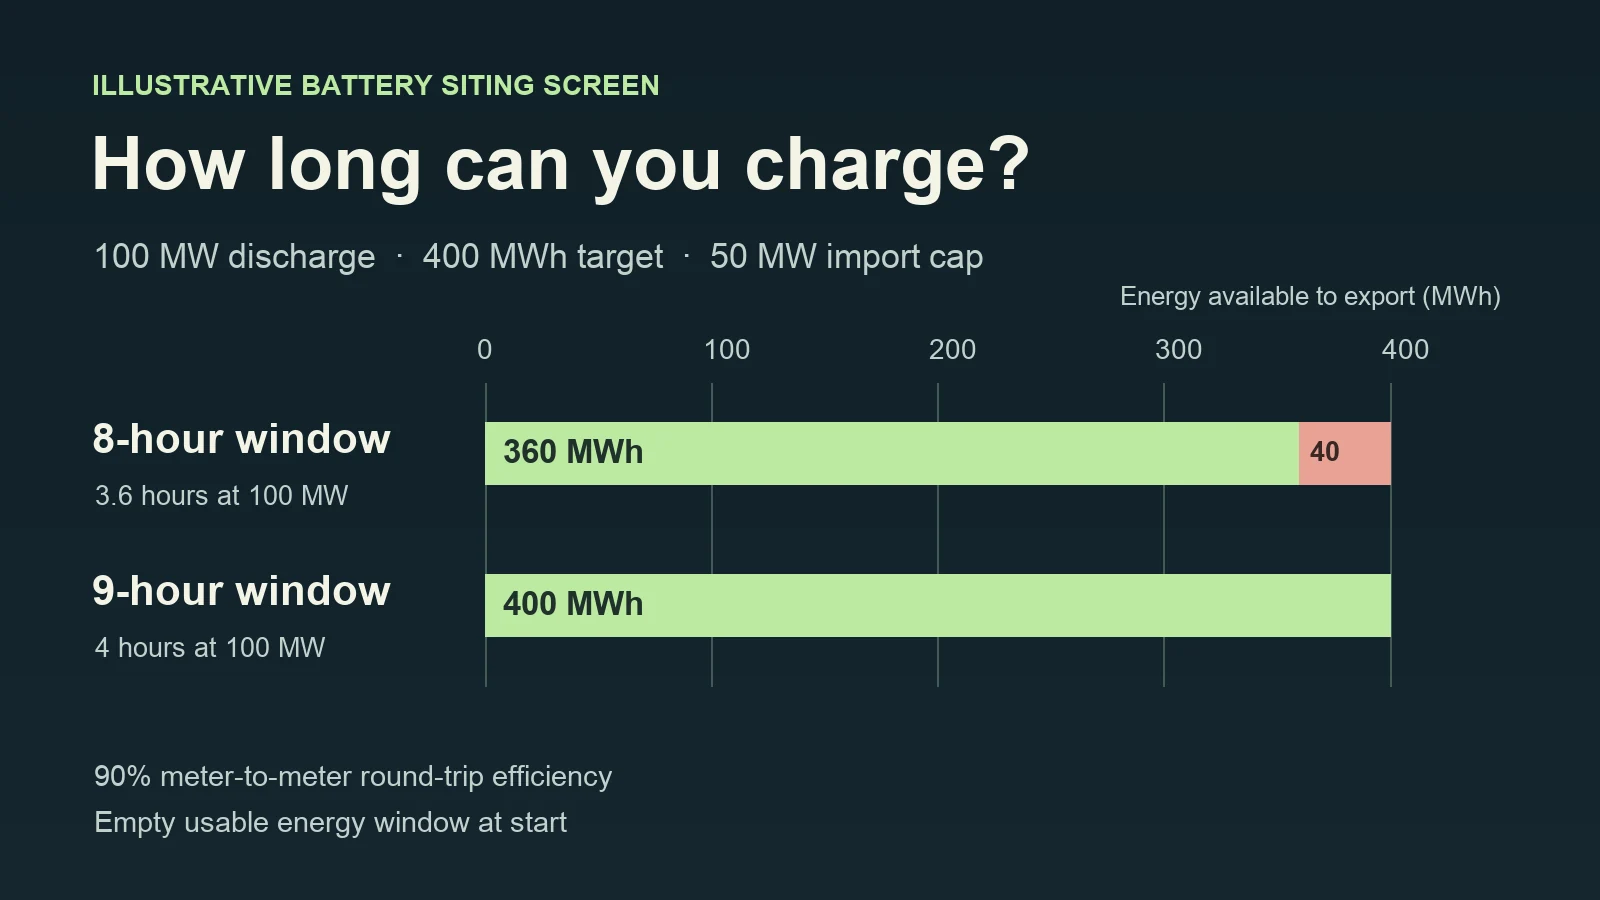 ILLUSTRATIVE BATTERY SITING SCREEN
How long can you charge?
100 MW discharge · 400 MWh target · 50 MW import cap
Energy available to export (MWh)
0 100 200 300 400
8-hour window
360 MWh 40
3.6 hours at 100 MW
9-hour window
400 MWh
4 hours at 100 MW
90% meter-to-meter round-trip efficiency
Empty usable energy window at start